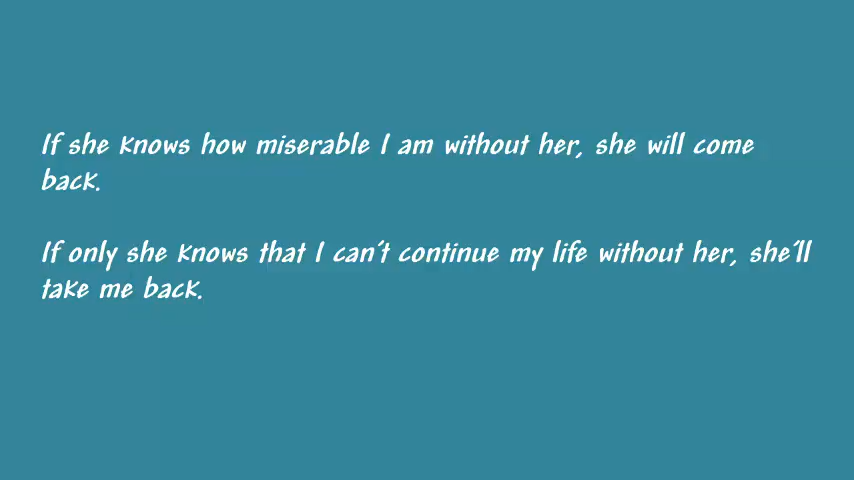 If she knows how miserable I am without her, she will come
back.
If only she knows that I can't continue my life without her, she'll
take me back.